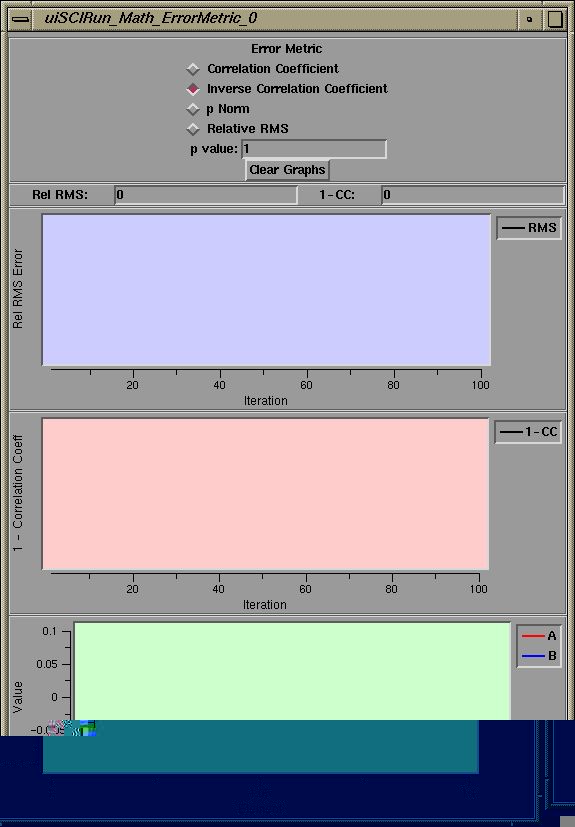 uiSCIRun_Math_ErrorMetric_0
Error Metric
Correlation Coefficient
Inverse Correlation Coefficient
p Norm
Relative RMS
p value: 1
Clear Graphs
Rel RMS: 0 1-CC: 0
Rel RMS Error
RMS
20 40 60 80 100
Iteration
1 - Correlation Coeff
1-CC
20 40 60 80 100
Iteration
Value
0.1
0.05
0
A
B